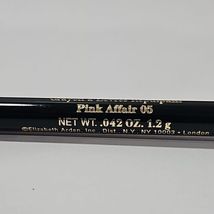 Pink Affair 05
NET WT. .042 OZ. 1.2 g
©Elizabeth Arden, Inc. Dist. N.Y., NY 10003 • London